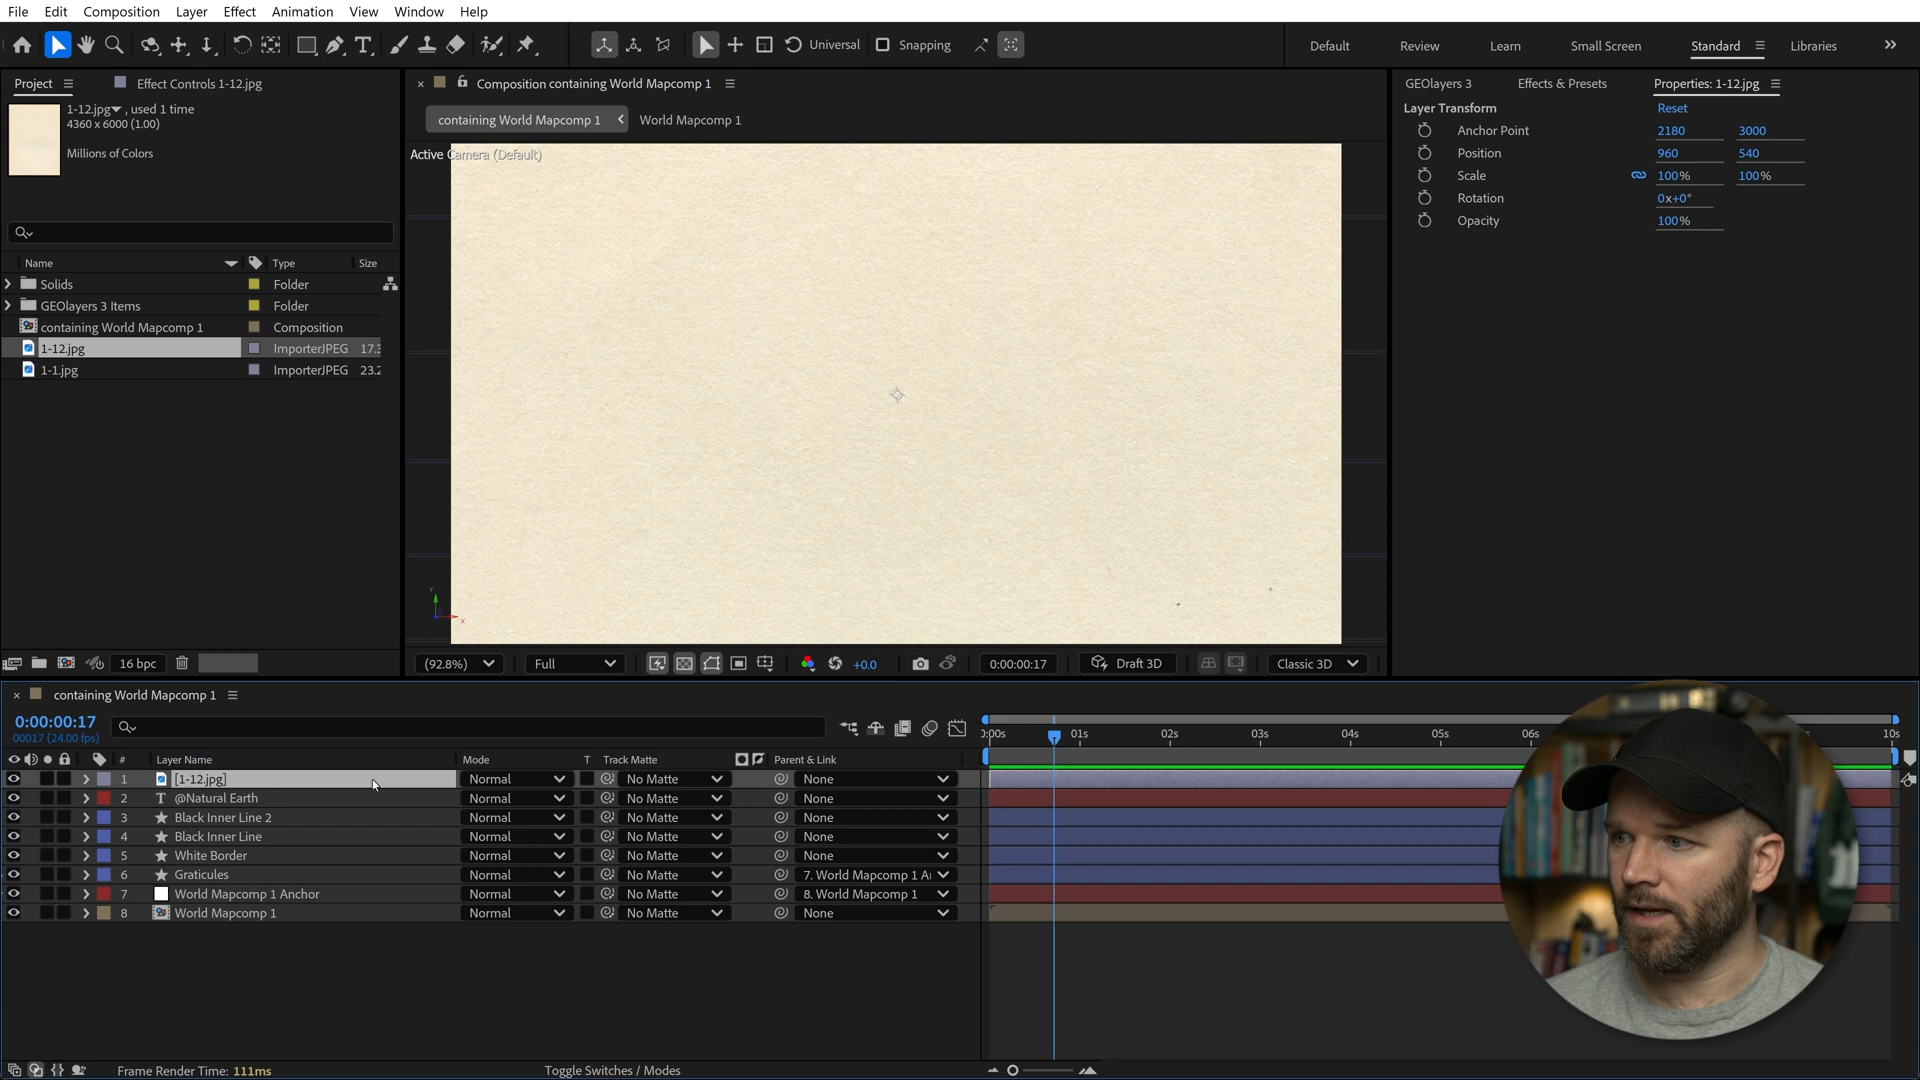 File Edit Composition Layer Effect Animation View Window Help
Universal Snapping Default Review Learn Small Screen Standard Libraries
Project Effect Controls 1-12.jpg
1-12.jpg , used 1 time
4360 x 6000 (1.00)
Millions of Colors
Name Type Size
Solids Folder
GEOlayers 3 Items Folder
containing World Mapcomp 1 Composition
1-12.jpg ImporterJPEG 17.3
1-1.jpg ImporterJPEG 23.2
16 bpc
Composition containing World Mapcomp 1
containing World Mapcomp 1 World Mapcomp 1
Active Camera (Default)
Y
X
(92.8%) Full +0.0 0:00:00:17 Draft 3D Classic 3D
GEOlayers 3 Effects & Presets Properties: 1-12.jpg
Layer Transform Reset
Anchor Point 2180 3000
Position 960 540
Scale 100% 100%
Rotation 0x+0°
Opacity 100%
containing World Mapcomp 1
0:00:00:17
00017 (24.00 fps)
:00s 01s 02s 03s 04s 05s 06s 10s
# Layer Name Mode T Track Matte Parent & Link
1 [1-12.jpg] Normal No Matte None
2 T @Natural Earth Normal No Matte None
3 Black Inner Line 2 Normal No Matte None
4 Black Inner Line Normal No Matte None
5 White Border Normal No Matte None
6 Graticules Normal No Matte 7. World Mapcomp 1 A
7 World Mapcomp 1 Anchor Normal No Matte 8. World Mapcomp 1
8 World Mapcomp 1 Normal No Matte None
Frame Render Time: 111ms Toggle Switches / Modes